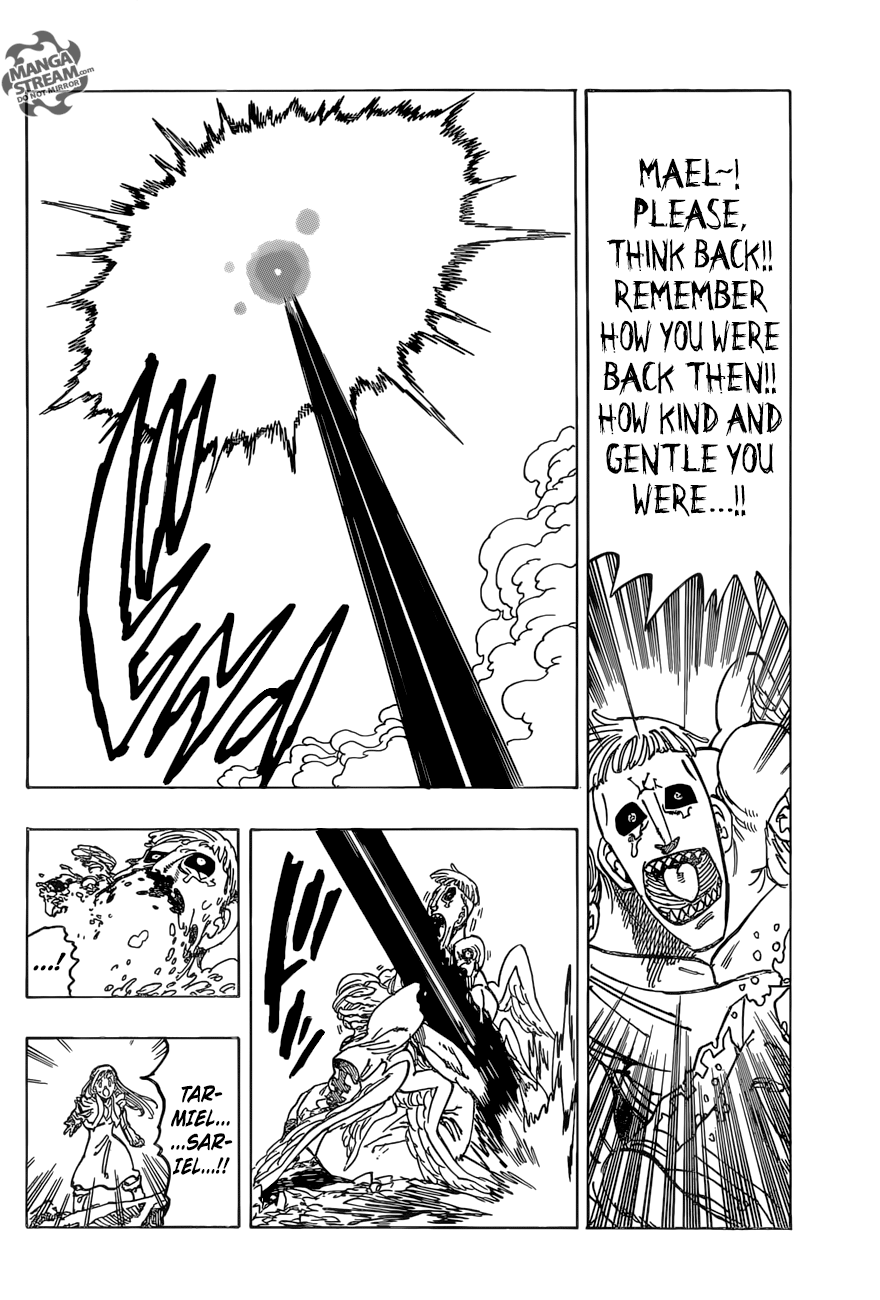 MANGA
STREAM.com
DO NOT MIRROR
MAEL~!
PLEASE,
THINK BACK!!
REMEMBER
HOW YOU WERE
BACK THEN!!
HOW KIND AND
GENTLE YOU
WERE...!!
...!
TAR-
MIEL...
...SAR-
IEL...!!